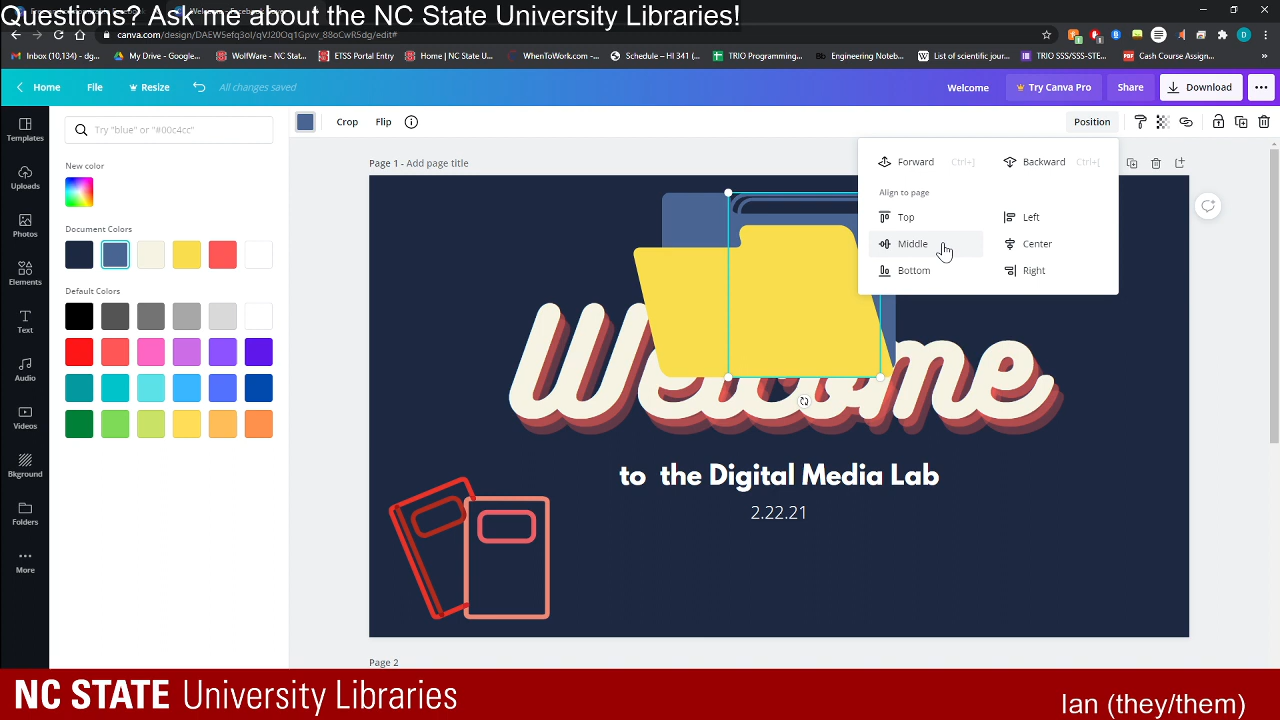 Questions? Ask me about the NC State University Libraries!
canva.com/design/DAEW5efq3oI/qVJ20Oq1Gpvv_88oCwRSdg/edit#
Inbox (10,134) - dg...
My Drive - Google...
WolfWare - NC Stat...
ETSS Portal Entry
Home | NC State U...
WhenToWork.com -...
Schedule – HI 341 (...
TRIO Programming...
Engineering Noteb...
List of scientific jour...
TRIO SSS/SSS-STE...
Cash Course Assign...
Home
File
Resize
All changes saved
Welcome
Try Canva Pro
Share
Download
Try "blue" or "#00c4cc"
Crop
Flip
Position
Templates
Uploads
Photos
Elements
Text
Audio
Videos
Bkground
Folders
More
New color
Document Colors
Default Colors
Page 1 - Add page title
Forward Ctrl+]
Backward Ctrl+[
Align to page
Top
Left
Middle
Center
Bottom
Right
Welcome
to the Digital Media Lab
2.22.21
Page 2
NC STATE University Libraries
Ian (they/them)